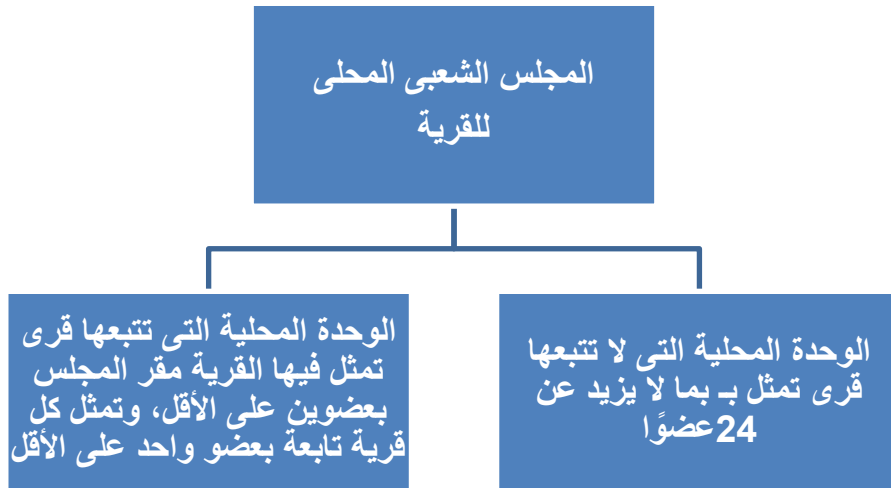 المجلس الشعبى المحلى
للقرية
الوحدة المحلية التى لا تتبعها
قرى تمثل بـ بما لا يزيد عن
24عضوًا
الوحدة المحلية التى تتبعها قرى
تمثل فيها القرية مقر المجلس
بعضوين على الأقل، وتمثل كل
قرية تابعة بعضو واحد على الأقل